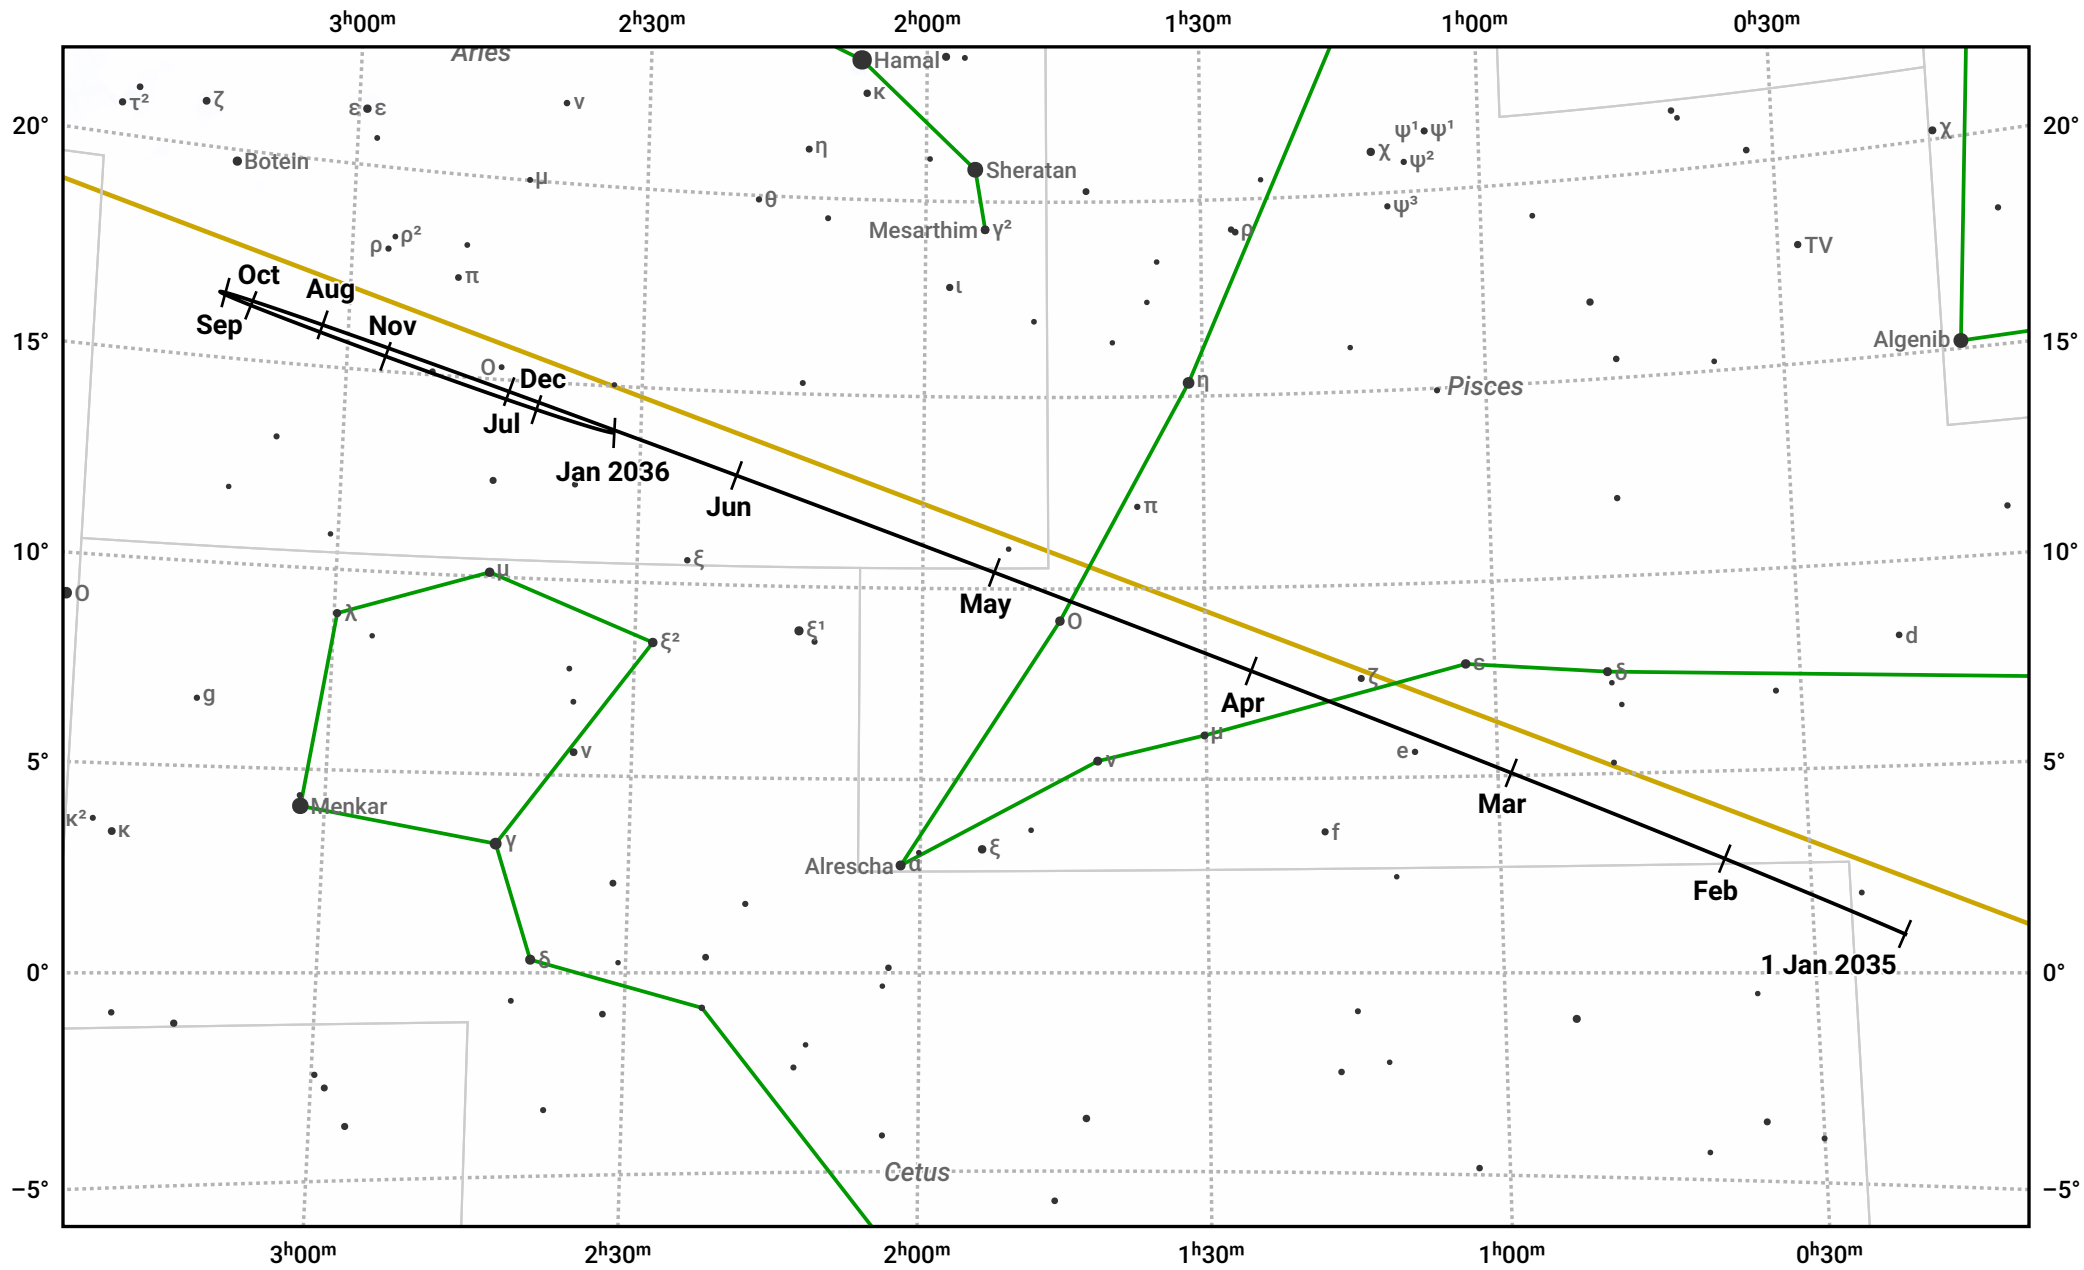 3ʰ00ᵐ 2ʰ30ᵐ 2ʰ00ᵐ 1ʰ30ᵐ 1ʰ00ᵐ 0ʰ30ᵐ
Aries
Hamal
τ² ζ ε ε ν κ
20° ψ¹ ψ¹ χ 20°
η χ ψ²
Botein Sheratan
μ θ ψ³
ρ ρ² Mesarthim γ² ρ TV
Oct π
Aug ι
Sep Nov
15° Algenib 15°
ο Dec η Pisces
Jul
Jan 2036
Jun π
10° 10°
ξ
μ
ο May
λ ξ¹ ο d
ξ² ε δ
ζ
g Apr
μ
ν e
5° ν 5°
Menkar Mar
κ² κ f
γ ξ
Alrescha α
Feb
δ
0° 1 Jan 2035 0°
Cetus
−5° −5°
3ʰ00ᵐ 2ʰ30ᵐ 2ʰ00ᵐ 1ʰ30ᵐ 1ʰ00ᵐ 0ʰ30ᵐ